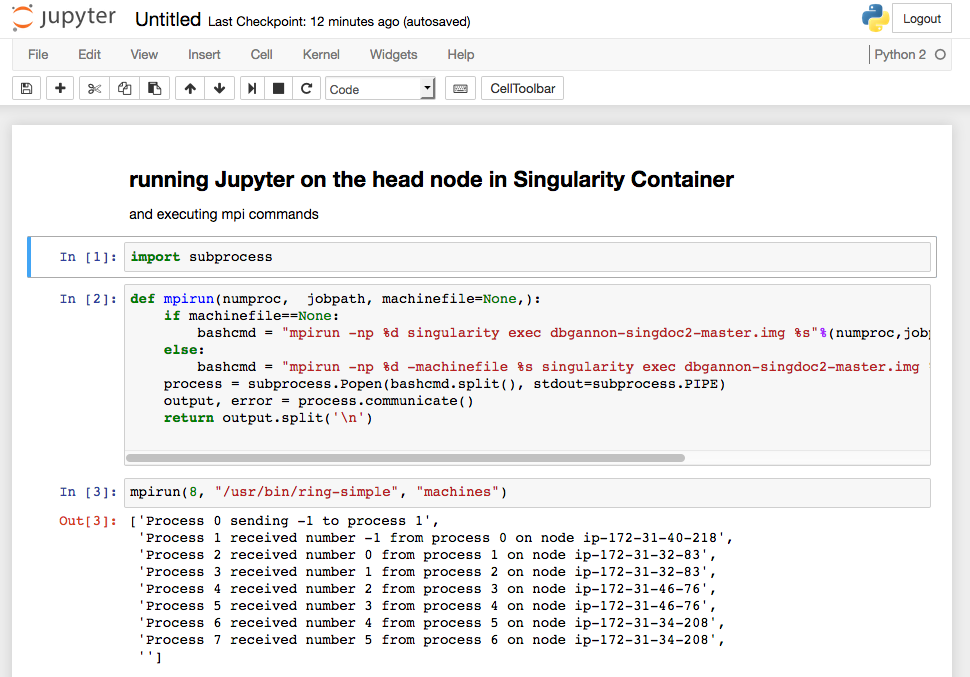 jupyter Untitled Last Checkpoint: 12 minutes ago (autosaved) Logout
File Edit View Insert Cell Kernel Widgets Help Python 2
Code CellToolbar
running Jupyter on the head node in Singularity Container
and executing mpi commands
In [1]: import subprocess
In [2]: def mpirun(numproc,  jobpath, machinefile=None,):
    if machinefile==None:
        bashcmd = "mpirun -np %d singularity exec dbgannon-singdoc2-master.img %s"%(numproc,jobp
    else:
        bashcmd = "mpirun -np %d -machinefile %s singularity exec dbgannon-singdoc2-master.img
    process = subprocess.Popen(bashcmd.split(), stdout=subprocess.PIPE)
    output, error = process.communicate()
    return output.split('\n')
In [3]: mpirun(8, "/usr/bin/ring-simple", "machines")
Out[3]: ['Process 0 sending -1 to process 1',
 'Process 1 received number -1 from process 0 on node ip-172-31-40-218',
 'Process 2 received number 0 from process 1 on node ip-172-31-32-83',
 'Process 3 received number 1 from process 2 on node ip-172-31-32-83',
 'Process 4 received number 2 from process 3 on node ip-172-31-46-76',
 'Process 5 received number 3 from process 4 on node ip-172-31-46-76',
 'Process 6 received number 4 from process 5 on node ip-172-31-34-208',
 'Process 7 received number 5 from process 6 on node ip-172-31-34-208',
 '']